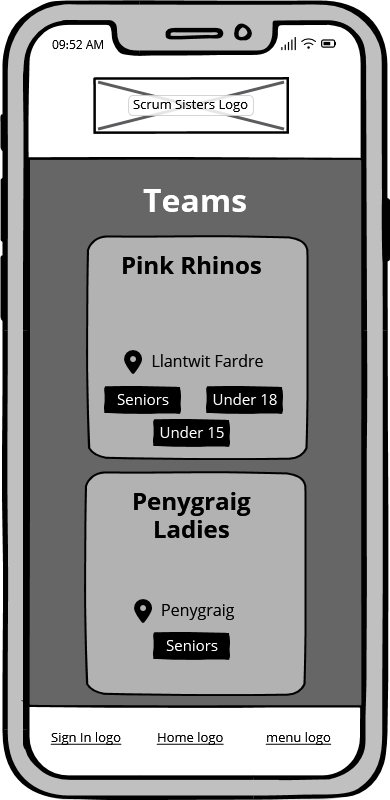 09:52 AM
Scrum Sisters Logo
Teams
Pink Rhinos
Llantwit Fardre
Seniors
Under 18
Under 15
Penygraig
Ladies
Penygraig
Seniors
Sign In logo
Home logo
menu logo